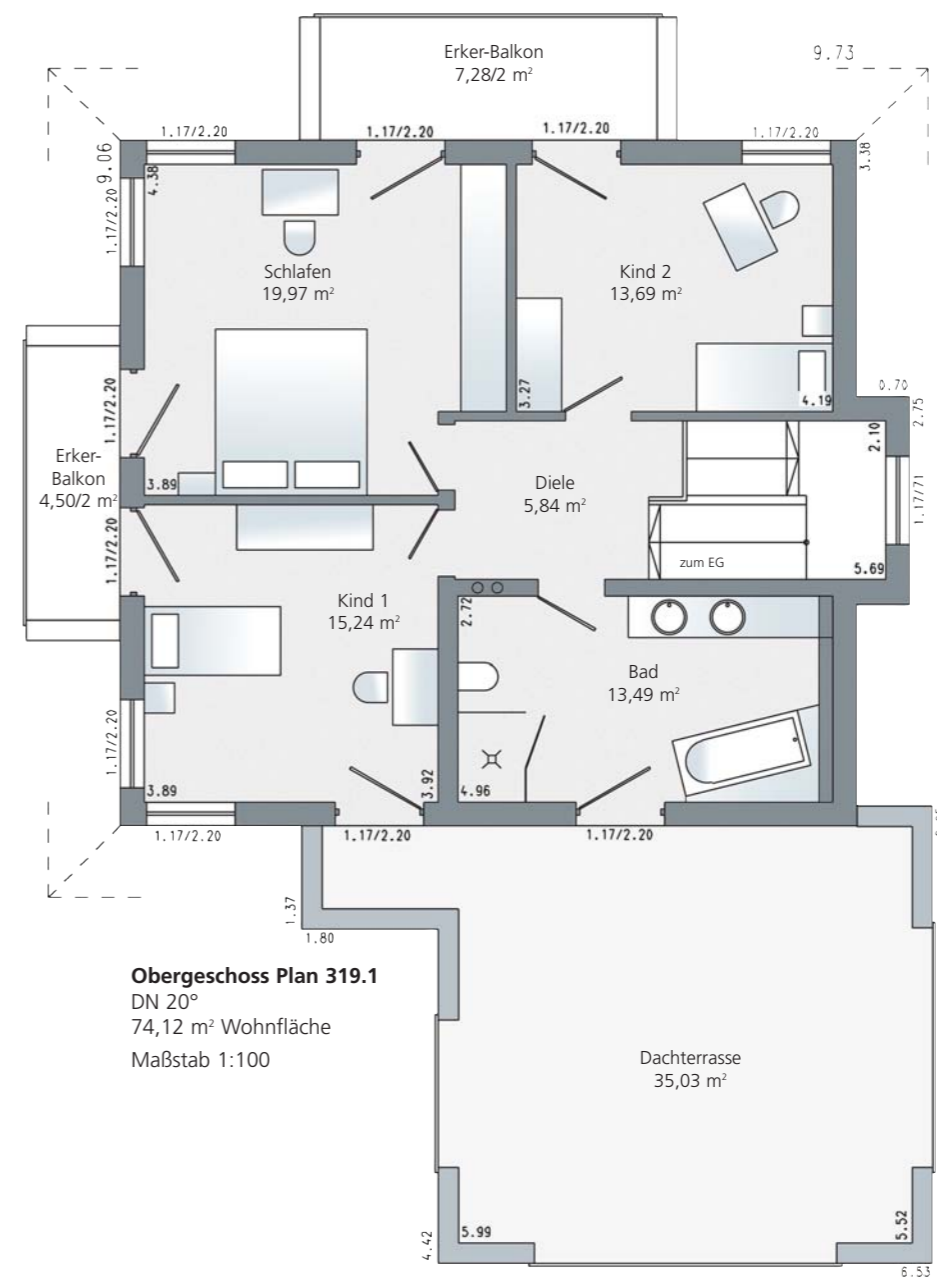 Erker-Balkon
7,28/2 m²
9.73
1.17/2.20
1.17/2.20
1.17/2.20
1.17/2.20
9.06
4.38
3.38
1.17/2.20
Schlafen
19,97 m²
Kind 2
13,69 m²
1.17/2.20
3.27
4.19
0.70
2.75
Erker-
Balkon
4,50/2 m²
3.89
Diele
5,84 m²
2.10
1.17/71
1.17/2.20
zum EG
5.69
Kind 1
15,24 m²
2.72
Bad
13,49 m²
1.17/2.20
3.89
3.92
4.96
1.17/2.20
1.17/2.20
1.17/2.20
1.37
1.80
Obergeschoss Plan 319.1
DN 20°
74,12 m² Wohnfläche
Maßstab 1:100
Dachterrasse
35,03 m²
4.42
5.99
5.52
6.53